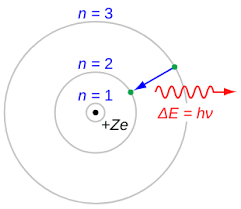 n = 3
n = 2
n = 1
+Ze
ΔE = hν